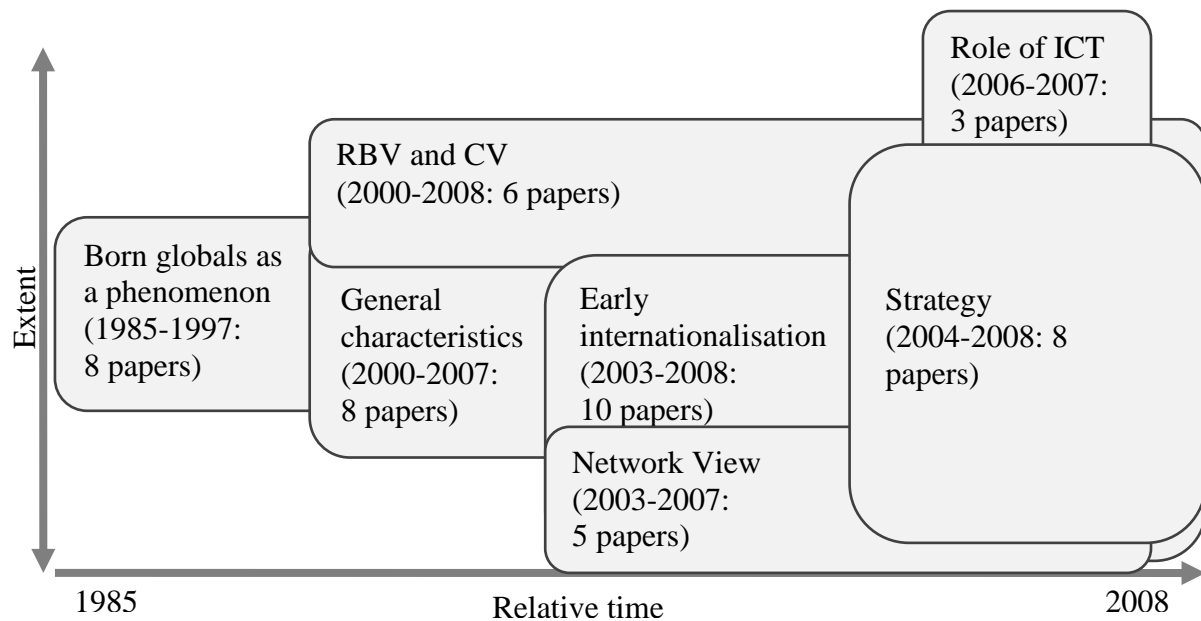 Role of ICT
(2006-2007:
3 papers)
RBV and CV
(2000-2008: 6 papers)
Born globals as
a phenomenon
(1985-1997:
8 papers)
General
characteristics
(2000-2007:
8 papers)
Early
internationalisation
(2003-2008:
10 papers)
Strategy
(2004-2008: 8
papers)
Network View
(2003-2007:
5 papers)
Extent
1985
Relative time
2008